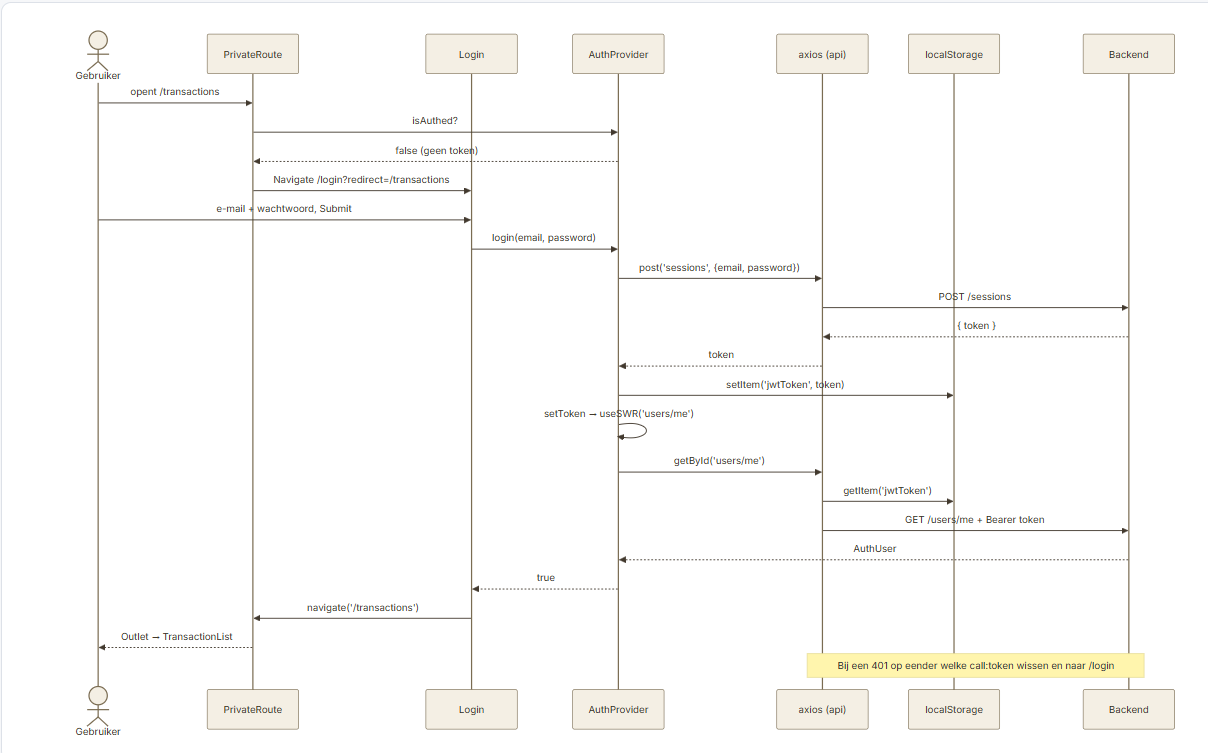 Gebruiker
PrivateRoute
Login
AuthProvider
axios (api)
localStorage
Backend
opent /transactions
isAuthed?
false (geen token)
Navigate /login?redirect=/transactions
e-mail + wachtwoord, Submit
login(email, password)
post('sessions', {email, password})
POST /sessions
{ token }
token
setItem('jwtToken', token)
setToken → useSWR('users/me')
getById('users/me')
getItem('jwtToken')
GET /users/me + Bearer token
AuthUser
true
navigate('/transactions')
Outlet → TransactionList
Bij een 401 op eender welke call:token wissen en naar /login
Gebruiker
PrivateRoute
Login
AuthProvider
axios (api)
localStorage
Backend